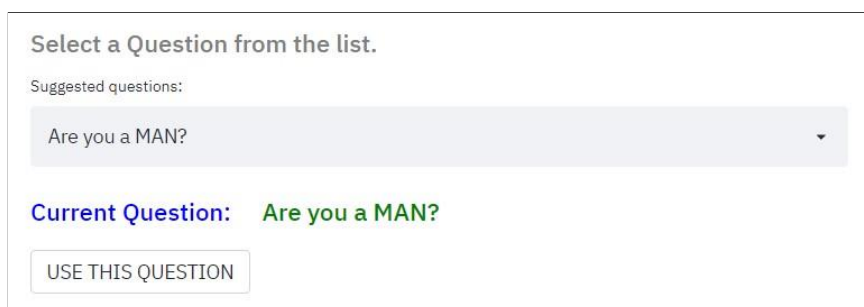 Select a Question from the list.
Suggested questions:
Are you a MAN?
Current Question: Are you a MAN?
USE THIS QUESTION